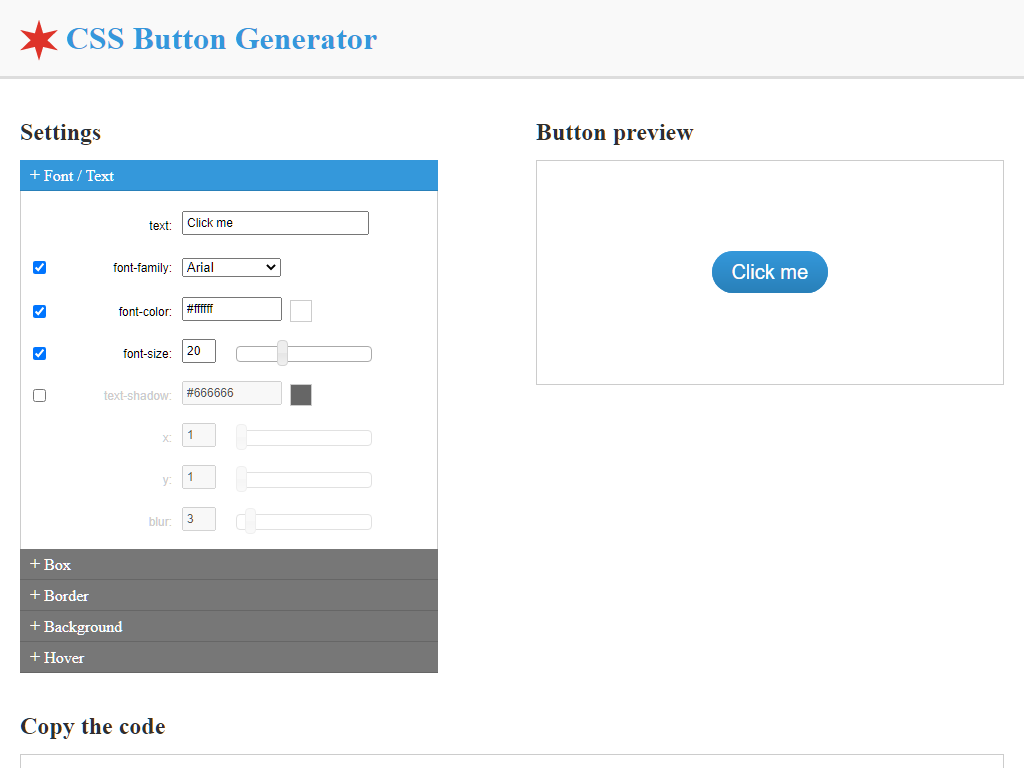 CSS Button Generator
Settings
+ Font / Text
text: Click me
font-family: Arial
font-color: #ffffff
font-size: 20
text-shadow: #666666
x: 1
y: 1
blur: 3
+ Box
+ Border
+ Background
+ Hover
Button preview
Click me
Copy the code